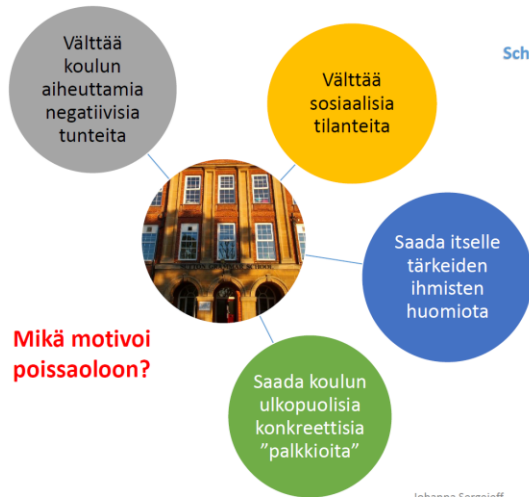 Välttää
koulun
aiheuttamia
negatiivisia
tunteita
Välttää
sosiaalisia
tilanteita
Sch
Saada itselle
tärkeiden
ihmisten
huomiota
Mikä motivoi
poissaoloon?
Saada koulun
ulkopuolisia
konkreettisia
”palkkioita”